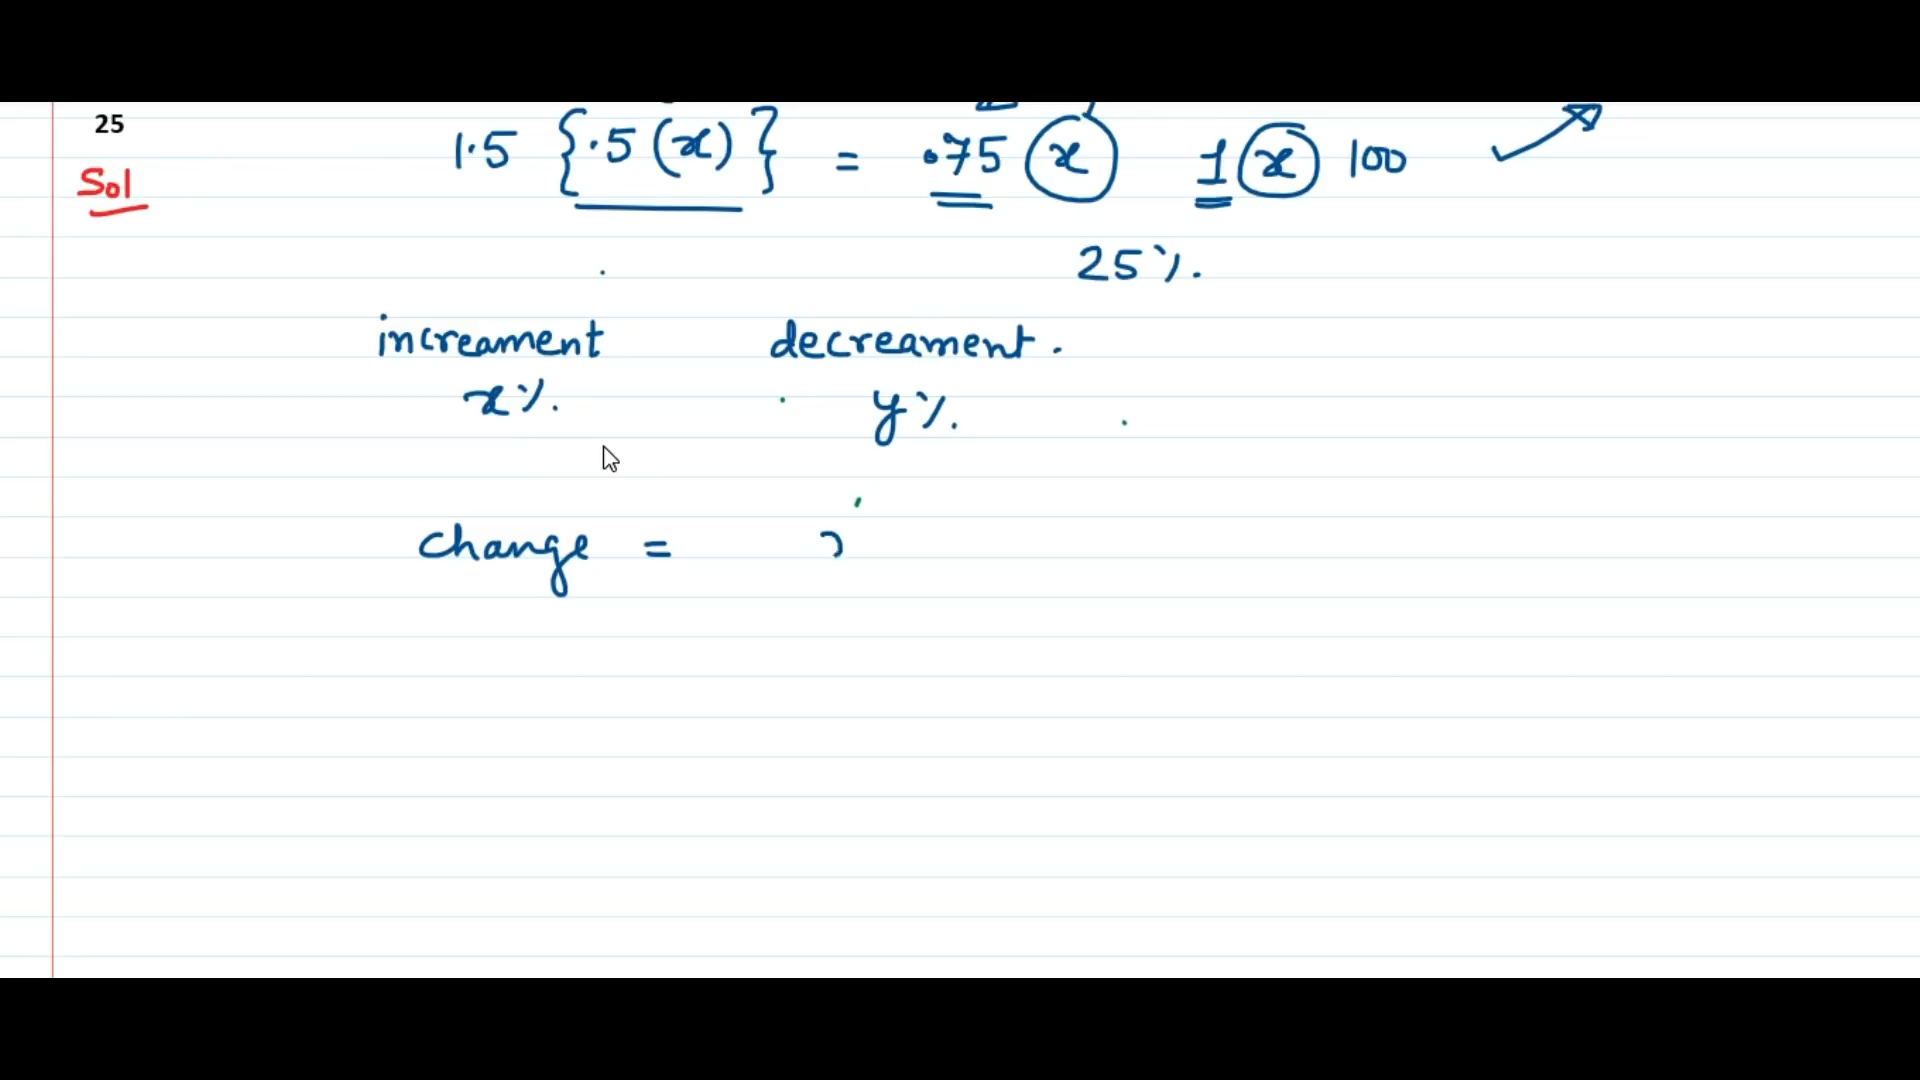 25
Sol
1.5 {.5 (x)} = .75 (x) 1 (x) 100
25%.
increament decreament.
x%. y%.
change =